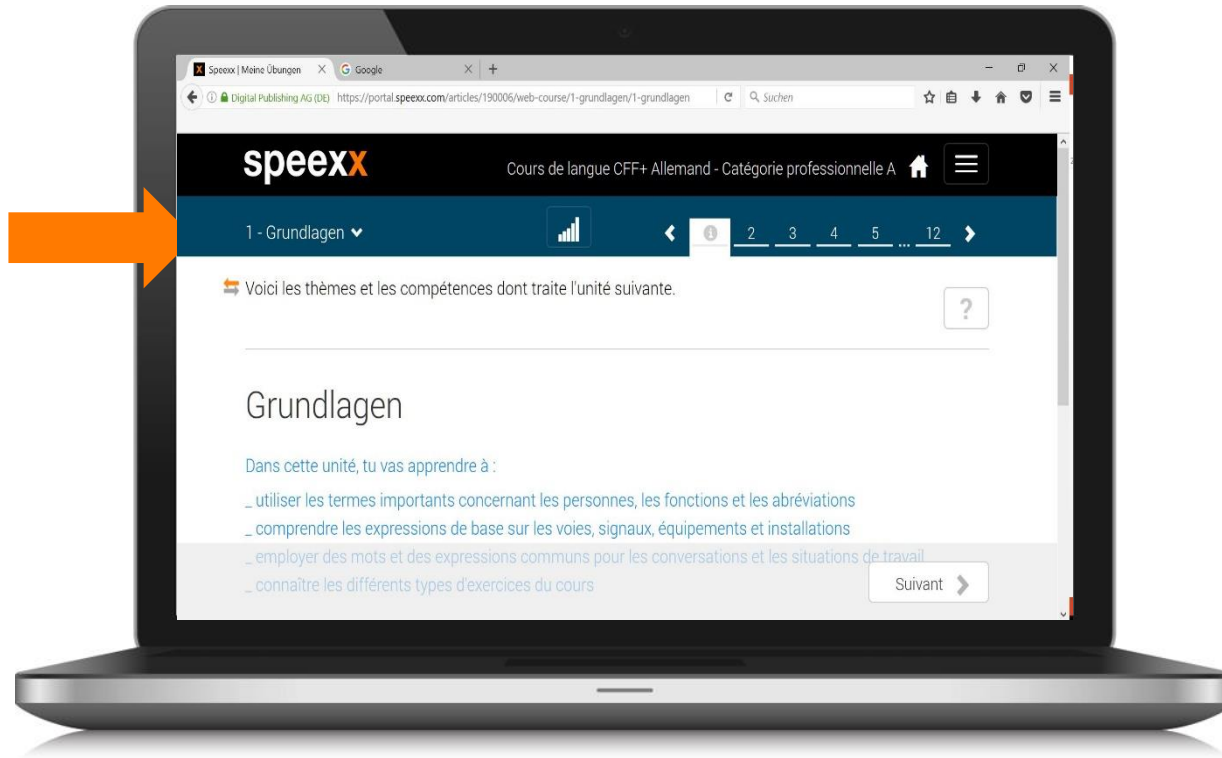 Speexx | Meine Übungen
Google
Digital Publishing AG (DE) https://portal.speexx.com/articles/190006/web-course/1-grundlagen/1-grundlagen
Suchen
speexx
Cours de langue CFF+ Allemand - Catégorie professionnelle A
1 - Grundlagen
2 3 4 5 ... 12
Voici les thèmes et les compétences dont traite l'unité suivante.
?
Grundlagen
Dans cette unité, tu vas apprendre à :
_ utiliser les termes importants concernant les personnes, les fonctions et les abréviations
_ comprendre les expressions de base sur les voies, signaux, équipements et installations
_ employer des mots et des expressions communs pour les conversations et les situations de travail
_ connaître les différents types d'exercices du cours
Suivant